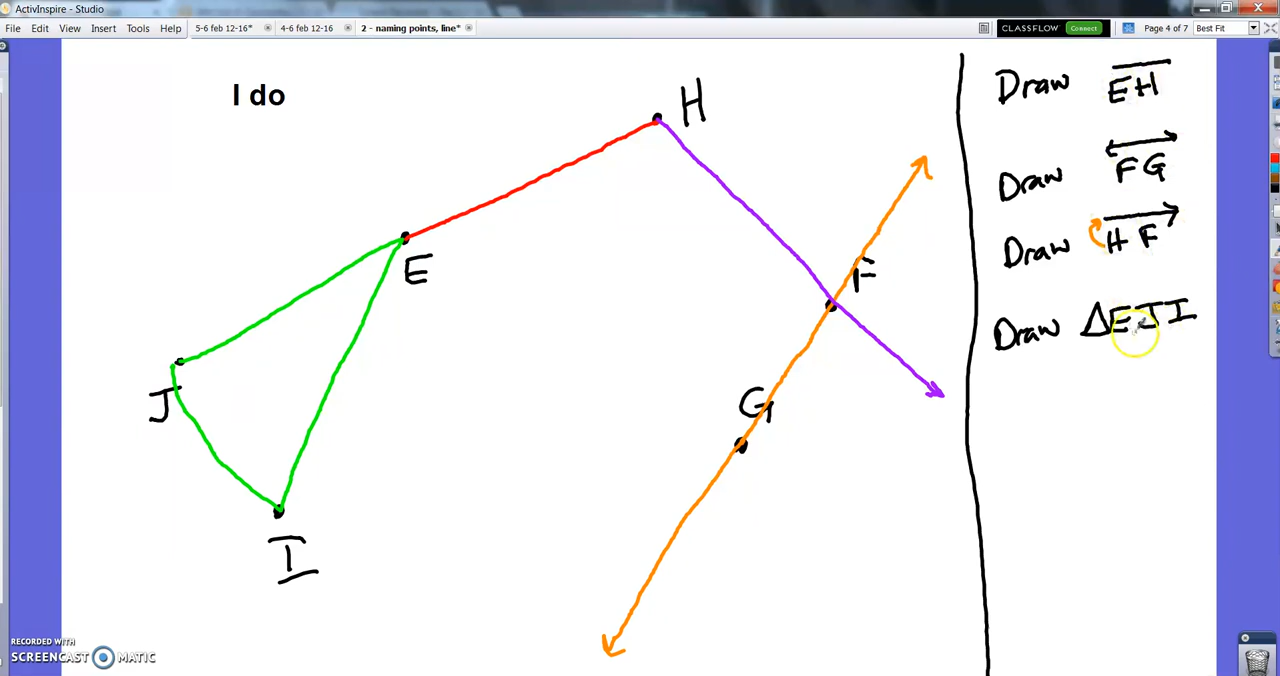 ActivInspire - Studio
File Edit View Insert Tools Help 5-6 feb 12-16* 4-6 feb 12-16 2 - naming points, line* CLASSFLOW Connect Page 4 of 7 Best Fit
I do
H
E
F
J
G
I
Draw EH
Draw FG
Draw HF
Draw ΔEJI
RECORDED WITH
SCREENCAST MATIC